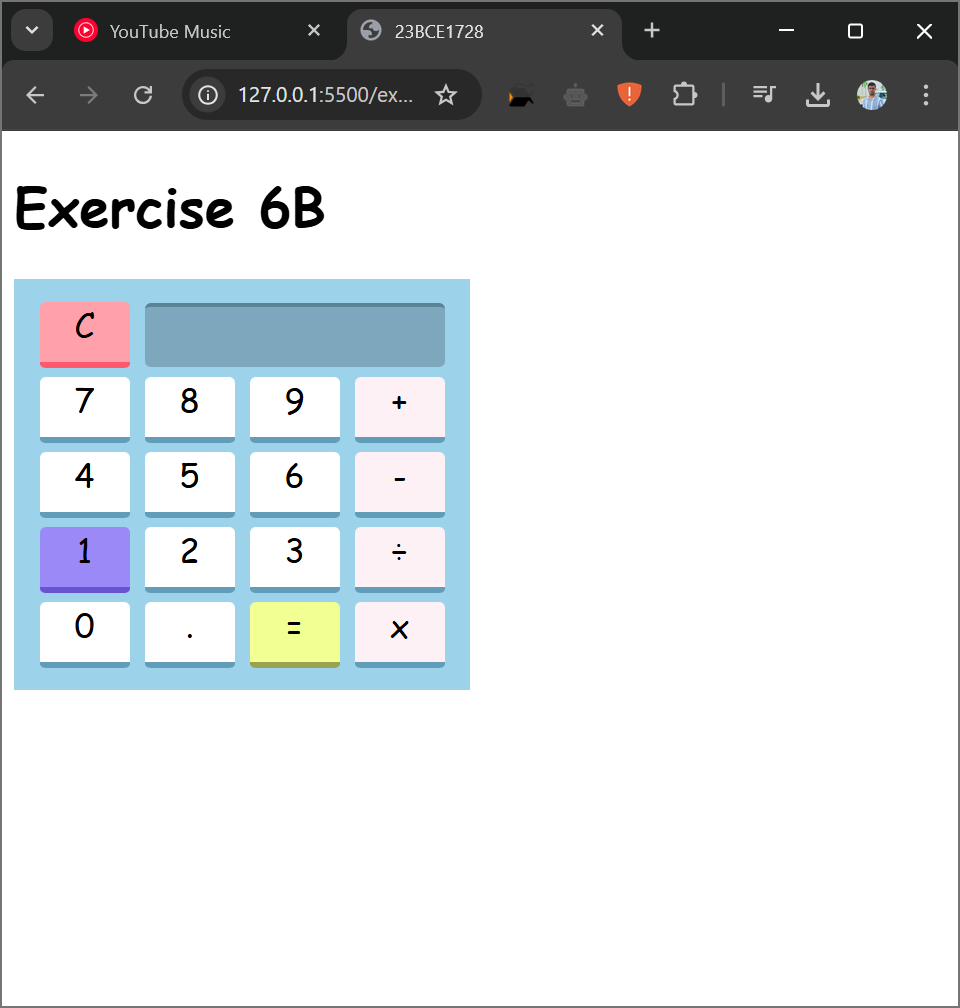 YouTube Music
23BCE1728
127.0.0.1:5500/ex...
Exercise 6B
C
7 8 9 +
4 5 6 -
1 2 3 ÷
0 . = x